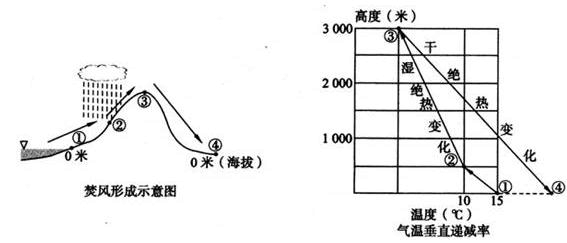 ①
②
③
④
0 米
0 米（海拔）
焚风形成示意图
高度（米）
3 000
2 000
1 000
③
干绝热变化
湿绝热变化
②
①
④
10
15
温度（℃）
气温垂直递减率